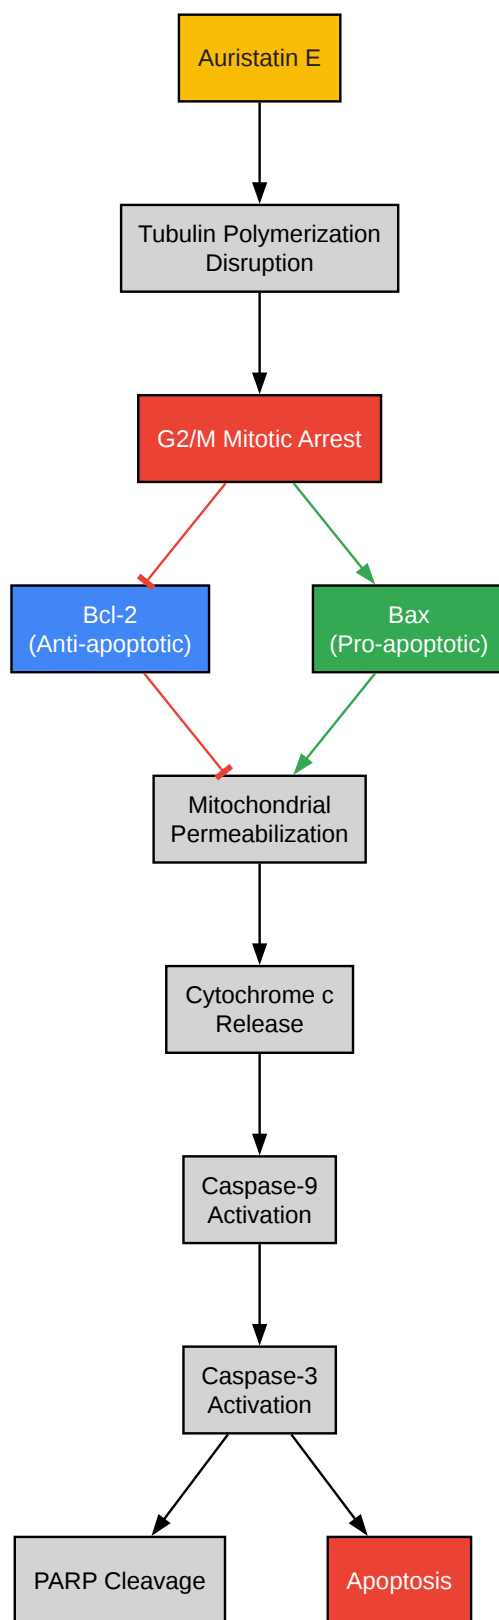 Auristatin E
Tubulin Polymerization
Disruption
G2/M Mitotic Arrest
Bcl-2
(Anti-apoptotic)
Bax
(Pro-apoptotic)
Mitochondrial
Permeabilization
Cytochrome c
Release
Caspase-9
Activation
Caspase-3
Activation
PARP Cleavage
Apoptosis